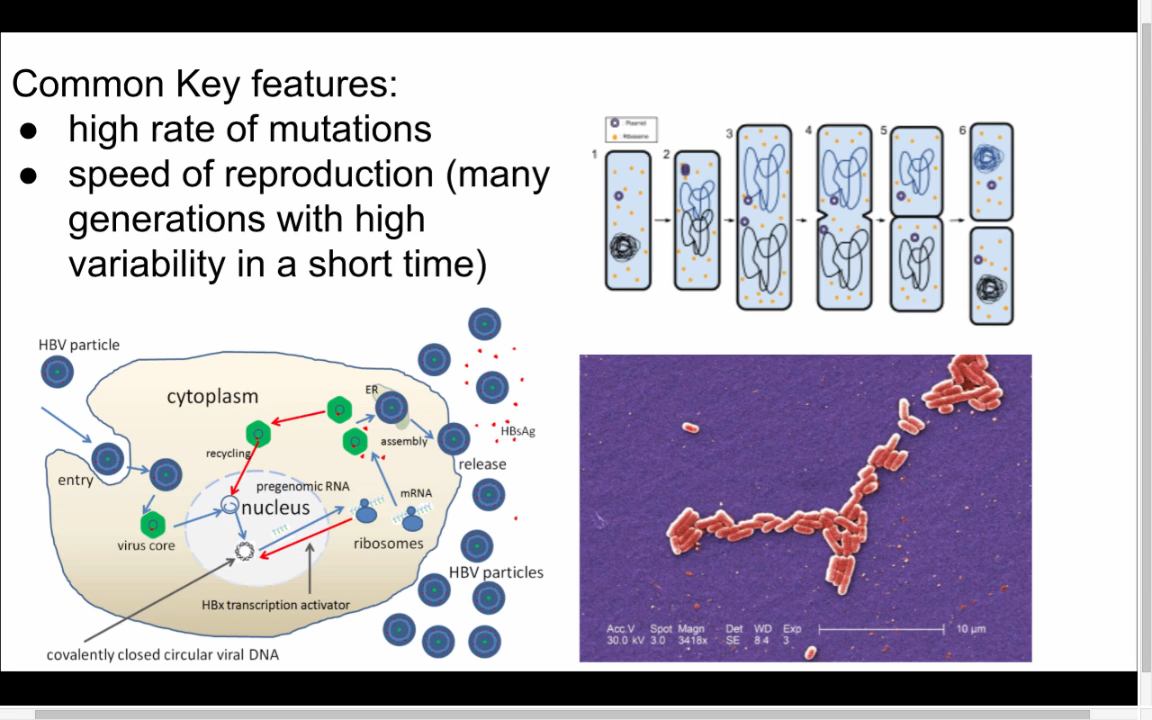 Common Key features:
● high rate of mutations
● speed of reproduction (many
generations with high
variability in a short time)
Plasmid
Ribosome
1
2
3
4
5
6
HBV particle
cytoplasm
ER
HBsAg
assembly
recycling
release
entry
pregenomic RNA
mRNA
nucleus
virus core
ribosomes
HBV particles
HBx transcription activator
covalently closed circular viral DNA
Acc.V Spot Magn Det WD Exp
30.0 kV 3.0 3418x SE 8.4 3
10 µm